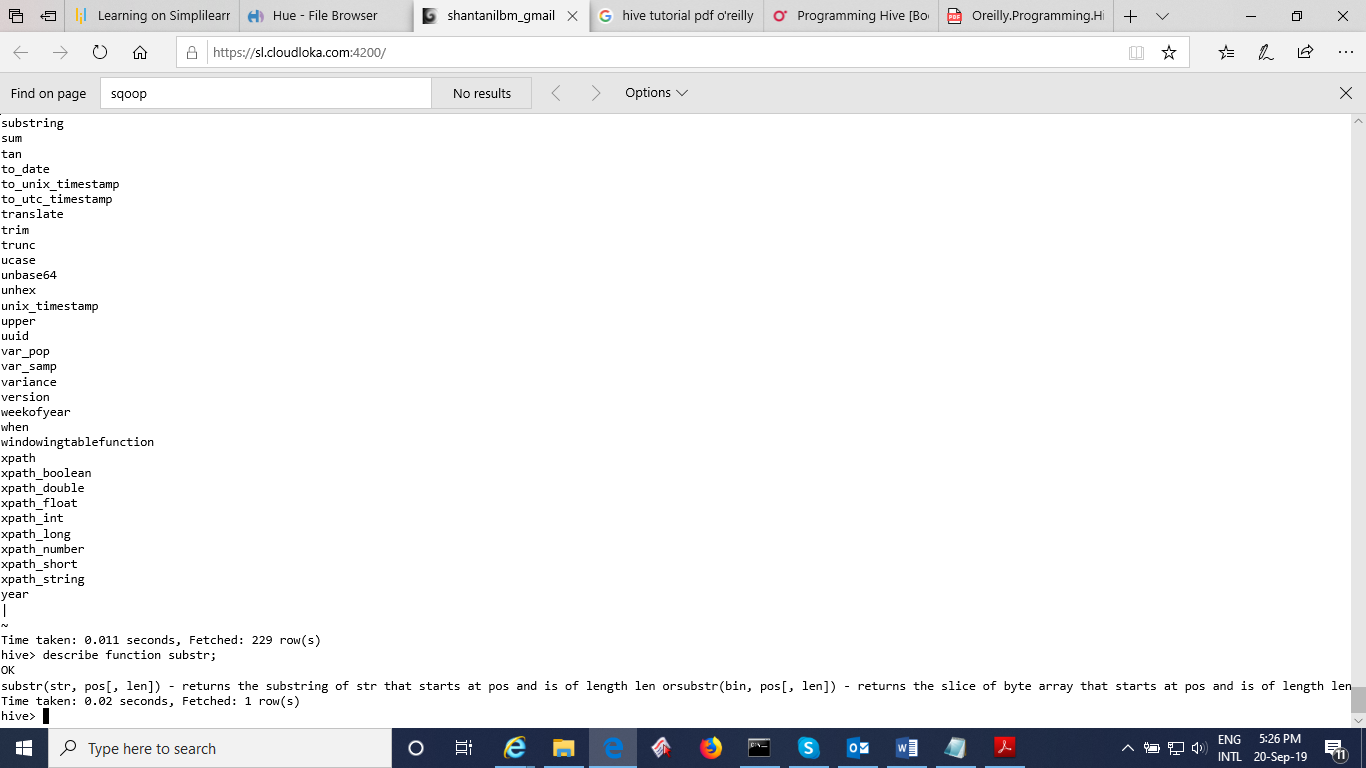 Learning on Simplilearn
Hue - File Browser
shantanilbm_gmail
hive tutorial pdf o'reilly
Programming Hive [Bo
Oreilly.Programming.Hi
https://sl.cloudloka.com:4200/
Find on page
sqoop
No results
Options
substring
sum
tan
to_date
to_unix_timestamp
to_utc_timestamp
translate
trim
trunc
ucase
unbase64
unhex
unix_timestamp
upper
uuid
var_pop
var_samp
variance
version
weekofyear
when
windowingtablefunction
xpath
xpath_boolean
xpath_double
xpath_float
xpath_int
xpath_long
xpath_number
xpath_short
xpath_string
year
|
~
Time taken: 0.011 seconds, Fetched: 229 row(s)
hive> describe function substr;
OK
substr(str, pos[, len]) - returns the substring of str that starts at pos and is of length len orsubstr(bin, pos[, len]) - returns the slice of byte array that starts at pos and is of length len
Time taken: 0.02 seconds, Fetched: 1 row(s)
hive>
Type here to search
ENG
INTL
5:26 PM
20-Sep-19
11